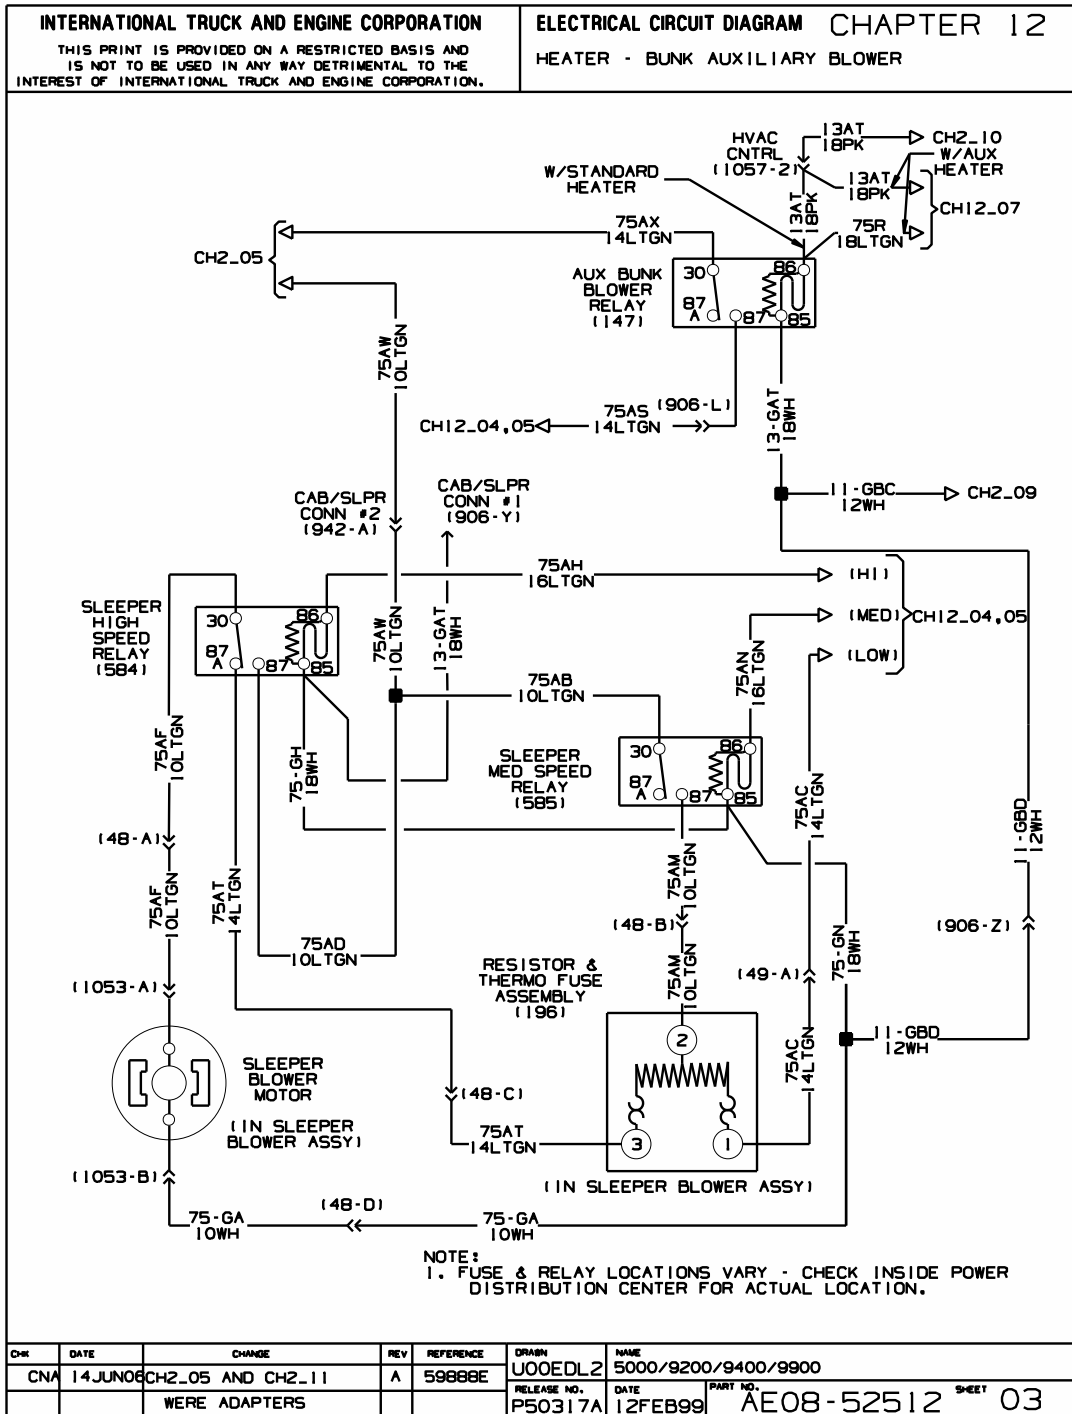 INTERNATIONAL TRUCK AND ENGINE CORPORATION
THIS PRINT IS PROVIDED ON A RESTRICTED BASIS AND
IS NOT TO BE USED IN ANY WAY DETRIMENTAL TO THE
INTEREST OF INTERNATIONAL TRUCK AND ENGINE CORPORATION.
ELECTRICAL CIRCUIT DIAGRAM CHAPTER 12
HEATER - BUNK AUXILIARY BLOWER
HVAC
CNTRL
(1057-2)
13AT
18PK
CH2_10
W/AUX
HEATER
W/STANDARD
HEATER
13AT
18PK
13AT
18PK
CH12_07
75R
18LTGN
75AX
14LTGN
CH2_05
AUX BUNK
BLOWER
RELAY
(147)
30
86
87
A
87
85
75AW
10LTGN
13-GAT
18WH
CH12_04,05
75AS
14LTGN
(906-L)
CAB/SLPR
CONN #2
(942-A)
CAB/SLPR
CONN #1
(906-Y)
11-GBC
12WH
CH2_09
75AH
16LTGN
(HI)
(MED)
(LOW)
CH12_04,05
SLEEPER
HIGH
SPEED
RELAY
(584)
30
86
87
A
87
85
75AW
10LTGN
13-GAT
18WH
75AB
10LTGN
75AN
16LTGN
75AF
10LTGN
75-GH
18WH
SLEEPER
MED SPEED
RELAY
(585)
30
86
87
A
87
85
75AC
14LTGN
11-GBD
12WH
(48-A)
75AF
10LTGN
75AT
14LTGN
75AM
10LTGN
(48-B)
75-GN
18WH
(906-Z)
75AD
10LTGN
75AM
10LTGN
(49-A)
(1053-A)
RESISTOR &
THERMO FUSE
ASSEMBLY
(196)
2
3
1
75AC
14LTGN
11-GBD
12WH
SLEEPER
BLOWER
MOTOR
(IN SLEEPER
BLOWER ASSY)
(48-C)
75AT
14LTGN
(1053-B)
(IN SLEEPER BLOWER ASSY)
75-GA
10WH
(48-D)
75-GA
10WH
NOTE:
1. FUSE & RELAY LOCATIONS VARY - CHECK INSIDE POWER
DISTRIBUTION CENTER FOR ACTUAL LOCATION.
CHK DATE CHANGE REV REFERENCE
CNA 14JUN06 CH2_05 AND CH2_11 A 59888E
WERE ADAPTERS
DRAWN
U00EDL2
NAME
5000/9200/9400/9900
RELEASE NO.
P50317A
DATE
12FEB99
PART NO.
AE08-52512
SHEET 03